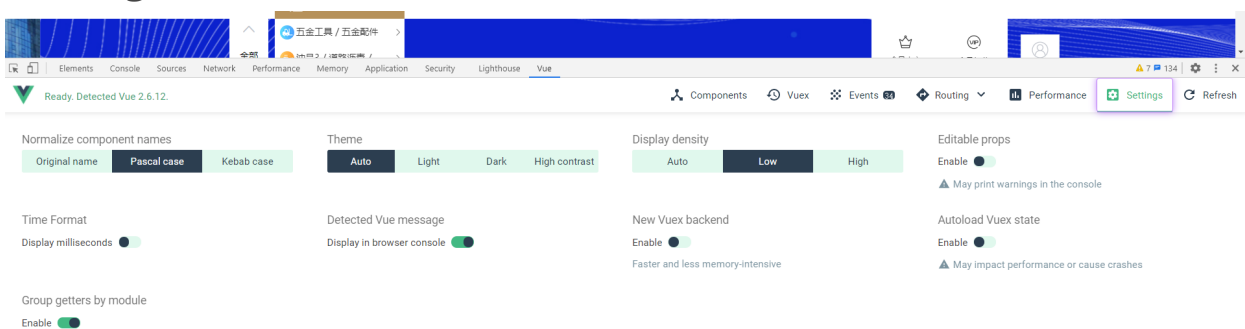 五金工具 / 五金配件
全部
VIP
Elements Console Sources Network Performance Memory Application Security Lighthouse Vue
7 134
Ready. Detected Vue 2.6.12.
Components Vuex Events 34 Routing Performance Settings Refresh
Normalize component names Theme Display density Editable props
Original name Pascal case Kebab case Auto Light Dark High contrast Auto Low High Enable
May print warnings in the console
Time Format Detected Vue message New Vuex backend Autoload Vuex state
Display milliseconds Display in browser console Enable Enable
Faster and less memory-intensive May impact performance or cause crashes
Group getters by module
Enable